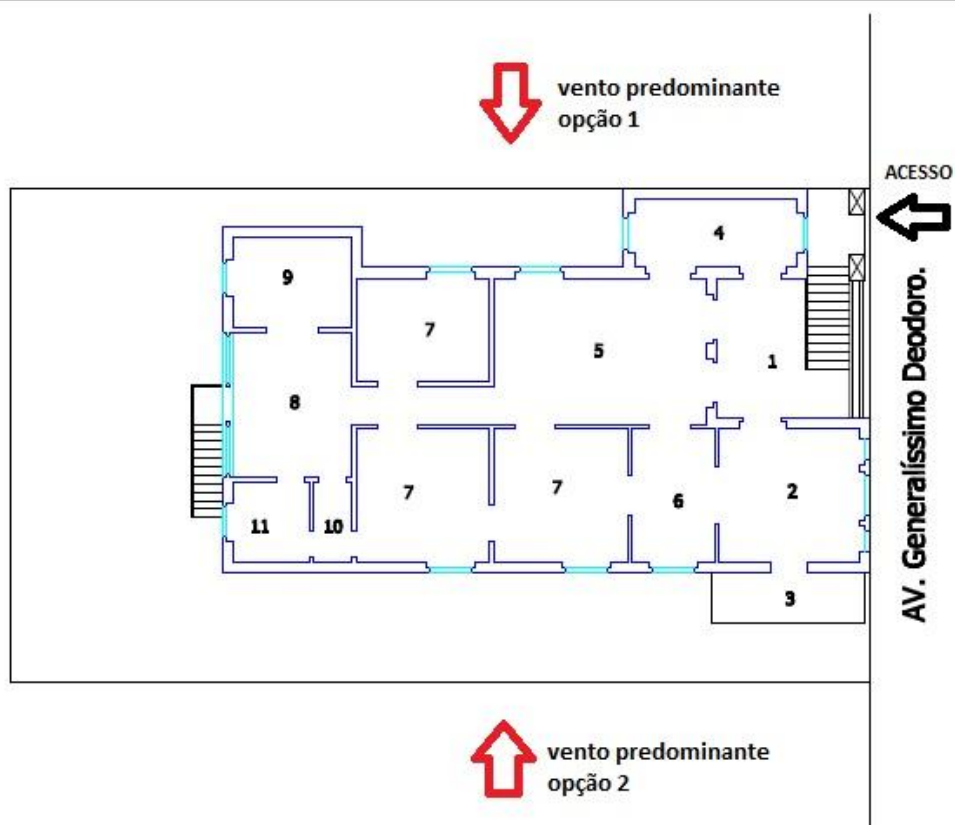 vento predominante
opção 1
ACESSO
4
9
7
5
1
8
7
7
6
2
11
10
3
AV. Generalíssimo Deodoro.
vento predominante
opção 2